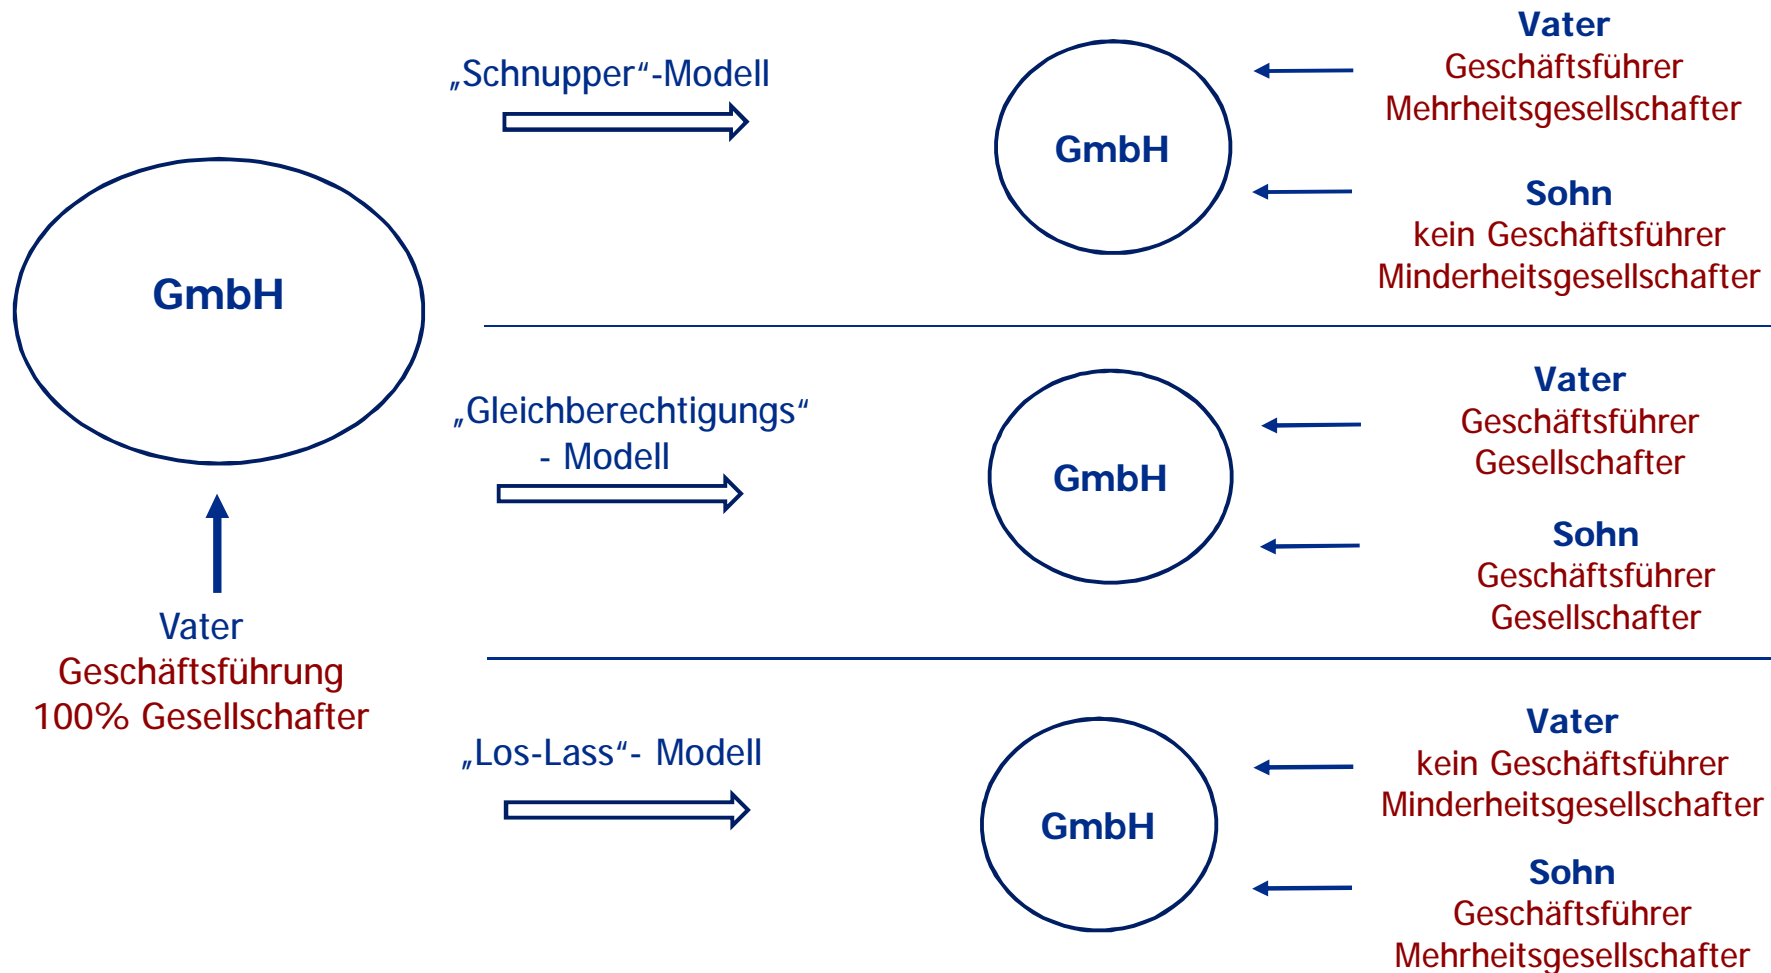 GmbH
Vater
Geschäftsführung
100% Gesellschafter
„Schnupper“-Modell
GmbH
Vater
Geschäftsführer
Mehrheitsgesellschafter
Sohn
kein Geschäftsführer
Minderheitsgesellschafter
„Gleichberechtigungs“
- Modell
GmbH
Vater
Geschäftsführer
Gesellschafter
Sohn
Geschäftsführer
Gesellschafter
„Los-Lass“- Modell
GmbH
Vater
kein Geschäftsführer
Minderheitsgesellschafter
Sohn
Geschäftsführer
Mehrheitsgesellschafter